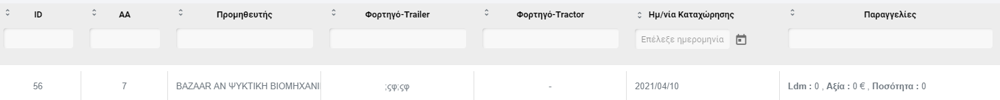 ID ΑΑ Προμηθευτής Φορτηγό-Trailer Φορτηγό-Tractor Ημ/νία Καταχώρησης Παραγγελίες
Επέλεξε ημερομηνία
56 7 BAZAAR ΑΝ ΨΥΚΤΙΚΗ ΒΙΟΜΗΧΑΝΙ ;ςφ;ςφ - 2021/04/10 Ldm : 0 , Αξία : 0 € , Ποσότητα : 0